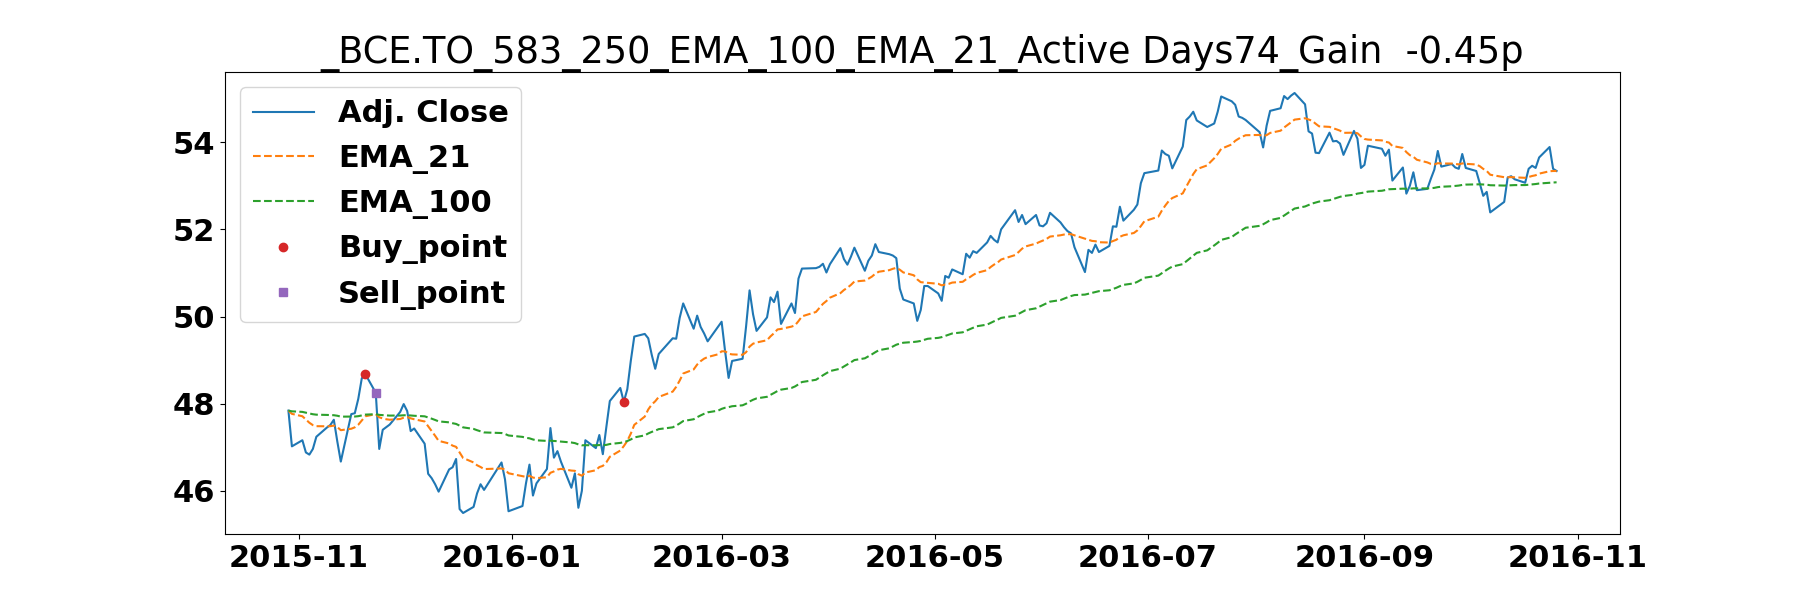 _BCE.TO_583_250_EMA_100_EMA_21_Active Days74_Gain  -0.45p
Adj. Close
EMA_21
EMA_100
Buy_point
Sell_point
54
52
50
48
46
2015-11
2016-01
2016-03
2016-05
2016-07
2016-09
2016-11